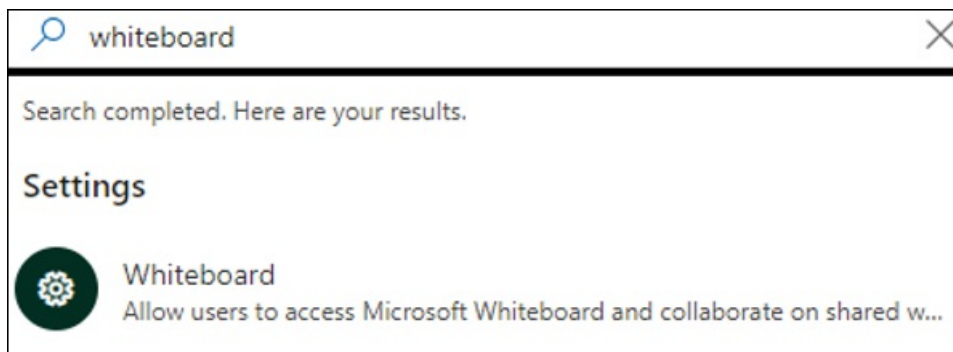 whiteboard
Search completed. Here are your results.
Settings
Whiteboard
Allow users to access Microsoft Whiteboard and collaborate on shared w...